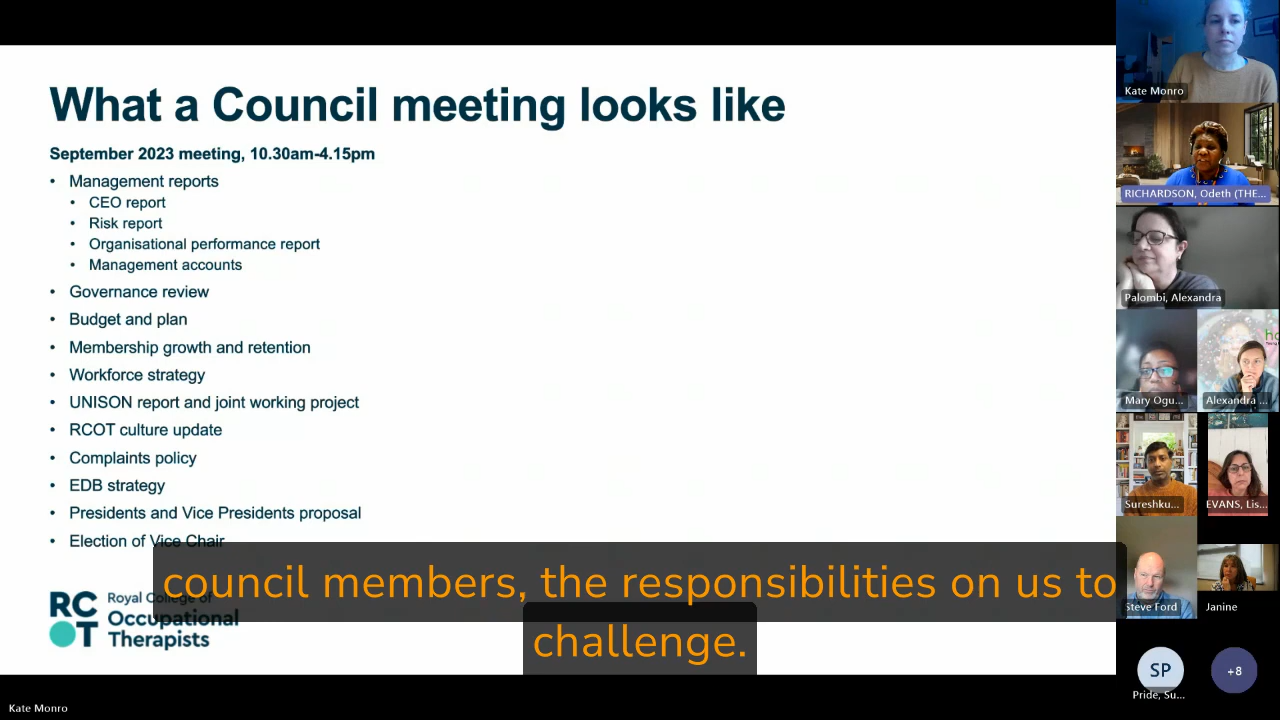 What a Council meeting looks like
September 2023 meeting, 10.30am-4.15pm
• Management reports
• CEO report
• Risk report
• Organisational performance report
• Management accounts
• Governance review
• Budget and plan
• Membership growth and retention
• Workforce strategy
• UNISON report and joint working project
• RCOT culture update
• Complaints policy
• EDB strategy
• Presidents and Vice Presidents proposal
• Election of Vice Chair
council members, the responsibilities on us to
challenge.
RC
OT
Royal College of
Occupational
Therapists
Kate Monro
Kate Monro
RICHARDSON, Odeth (THE...
Palombi, Alexandra
Mary Ogu...
Alexandra ...
Sureshku...
EVANS, Lis...
Steve Ford
Janine
SP
Pride, Su...
+8